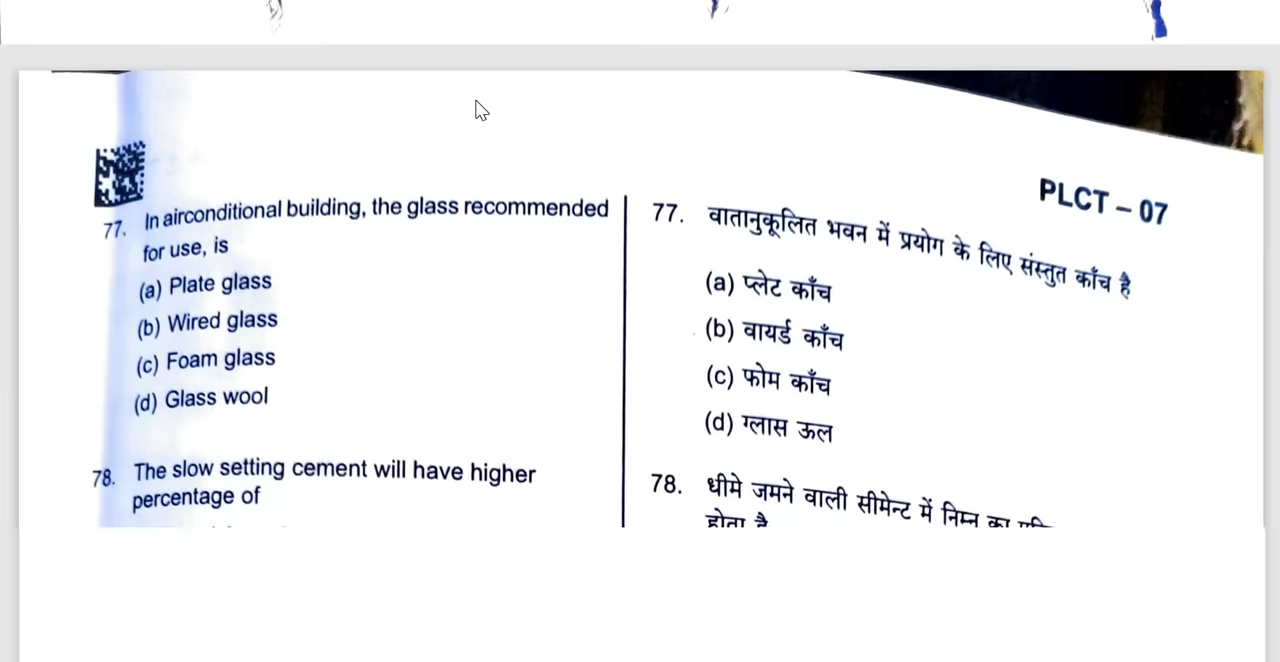 PLCT – 07
77. In airconditional building, the glass recommended
for use, is
(a) Plate glass
(b) Wired glass
(c) Foam glass
(d) Glass wool
78. The slow setting cement will have higher
percentage of
77. वातानुकूलित भवन में प्रयोग के लिए संस्तुत काँच है
(a) प्लेट काँच
(b) वायर्ड काँच
(c) फोम काँच
(d) ग्लास ऊल
78. धीमे जमने वाली सीमेन्ट में निम्न का
होता है